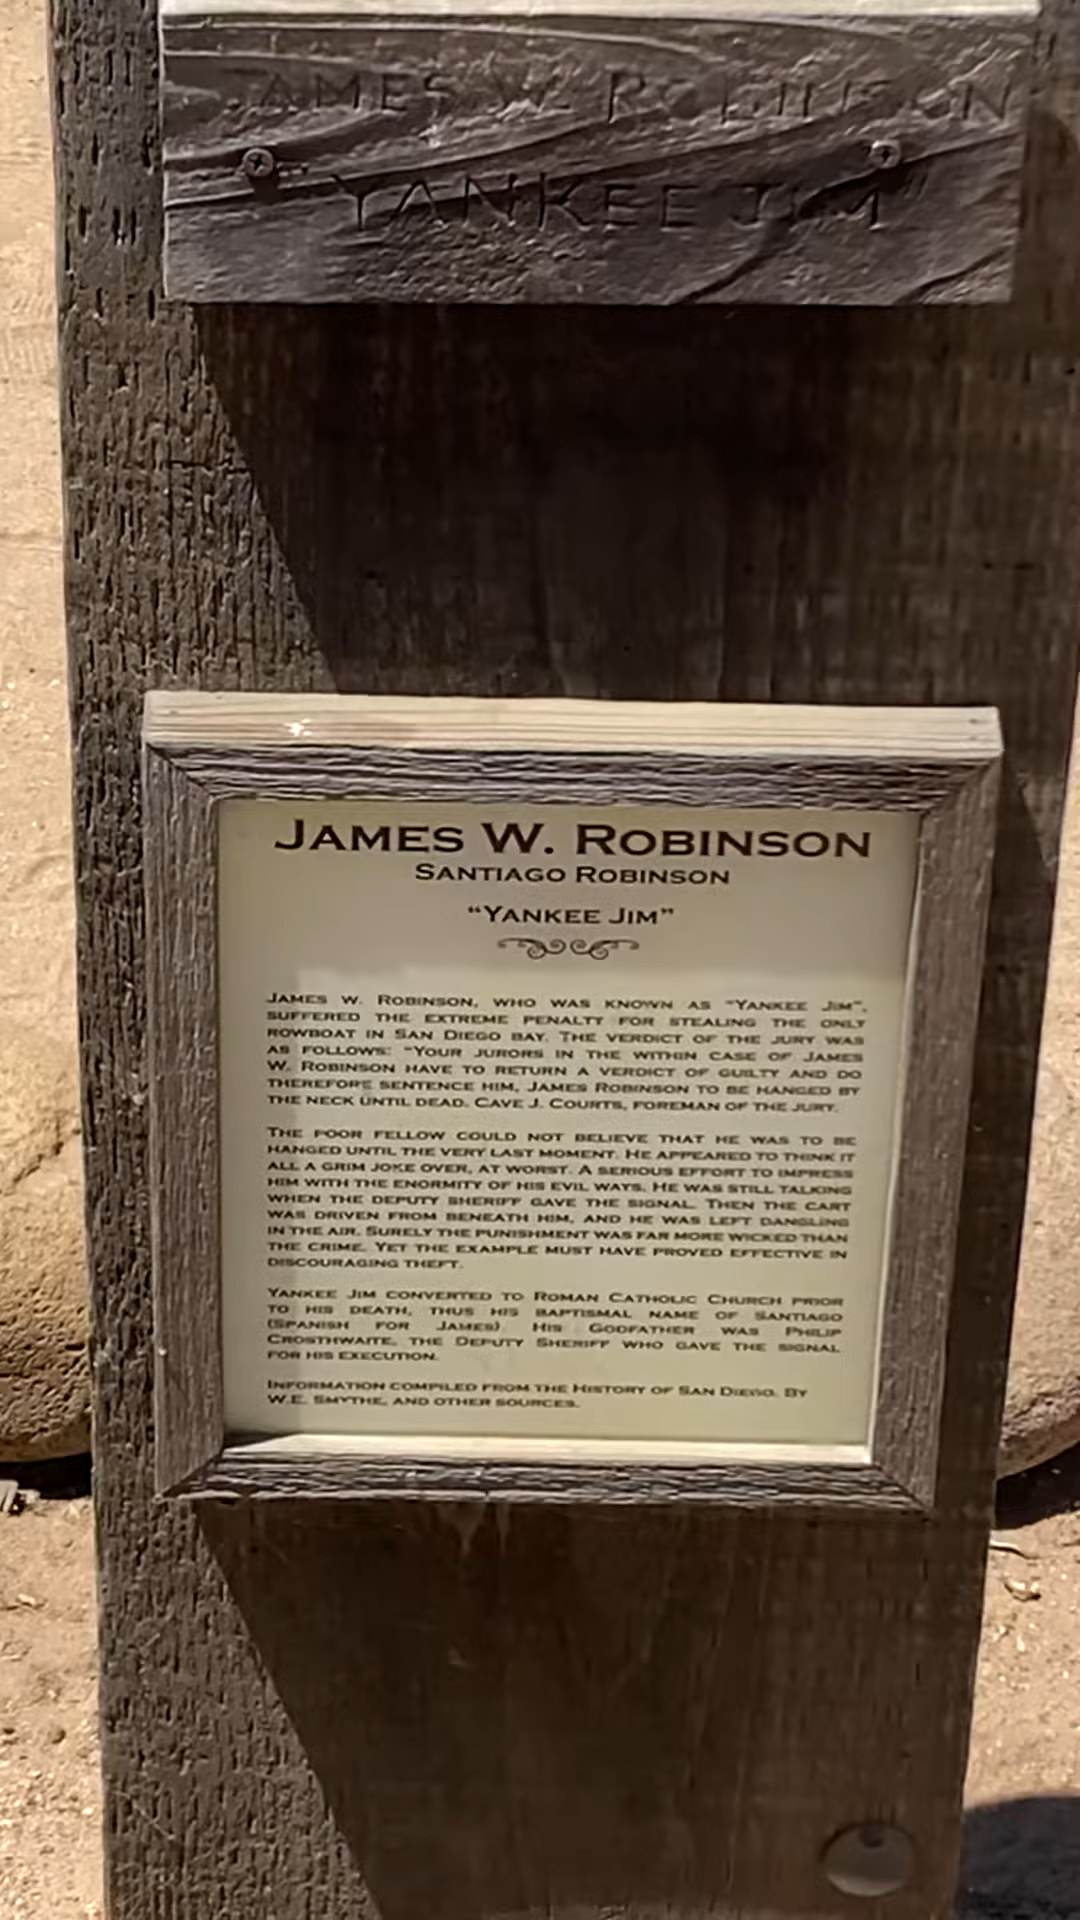 JAMES W. ROBINSON
"YANKEE JIM"
JAMES W. ROBINSON
SANTIAGO ROBINSON
"YANKEE JIM"
JAMES W. ROBINSON, WHO WAS KNOWN AS "YANKEE JIM",
SUFFERED THE EXTREME PENALTY FOR STEALING THE ONLY
ROWBOAT IN SAN DIEGO BAY. THE VERDICT OF THE JURY WAS
AS FOLLOWS: "YOUR JURORS IN THE WITHIN CASE OF JAMES
W. ROBINSON HAVE TO RETURN A VERDICT OF GUILTY AND DO
THEREFORE SENTENCE HIM, JAMES ROBINSON TO BE HANGED BY
THE NECK UNTIL DEAD. CAVE J. COURTS, FOREMAN OF THE JURY.
THE POOR FELLOW COULD NOT BELIEVE THAT HE WAS TO BE
HANGED UNTIL THE VERY LAST MOMENT. HE APPEARED TO THINK IT
ALL A GRIM JOKE OVER, AT WORST. A SERIOUS EFFORT TO IMPRESS
HIM WITH THE ENORMITY OF HIS EVIL WAYS. HE WAS STILL TALKING
WHEN THE DEPUTY SHERIFF GAVE THE SIGNAL. THEN THE CART
WAS DRIVEN FROM BENEATH HIM, AND HE WAS LEFT DANGLING
IN THE AIR. SURELY THE PUNISHMENT WAS FAR MORE WICKED THAN
THE CRIME. YET THE EXAMPLE MUST HAVE PROVED EFFECTIVE IN
DISCOURAGING THEFT.
YANKEE JIM CONVERTED TO ROMAN CATHOLIC CHURCH PRIOR
TO HIS DEATH, THUS HIS BAPTISMAL NAME OF SANTIAGO
(SPANISH FOR JAMES). HIS GODFATHER WAS PHILIP
CROSTHWAITE, THE DEPUTY SHERIFF WHO GAVE THE SIGNAL
FOR HIS EXECUTION.
INFORMATION COMPILED FROM THE HISTORY OF SAN DIEGO. BY
W.E. SMYTHE, AND OTHER SOURCES.